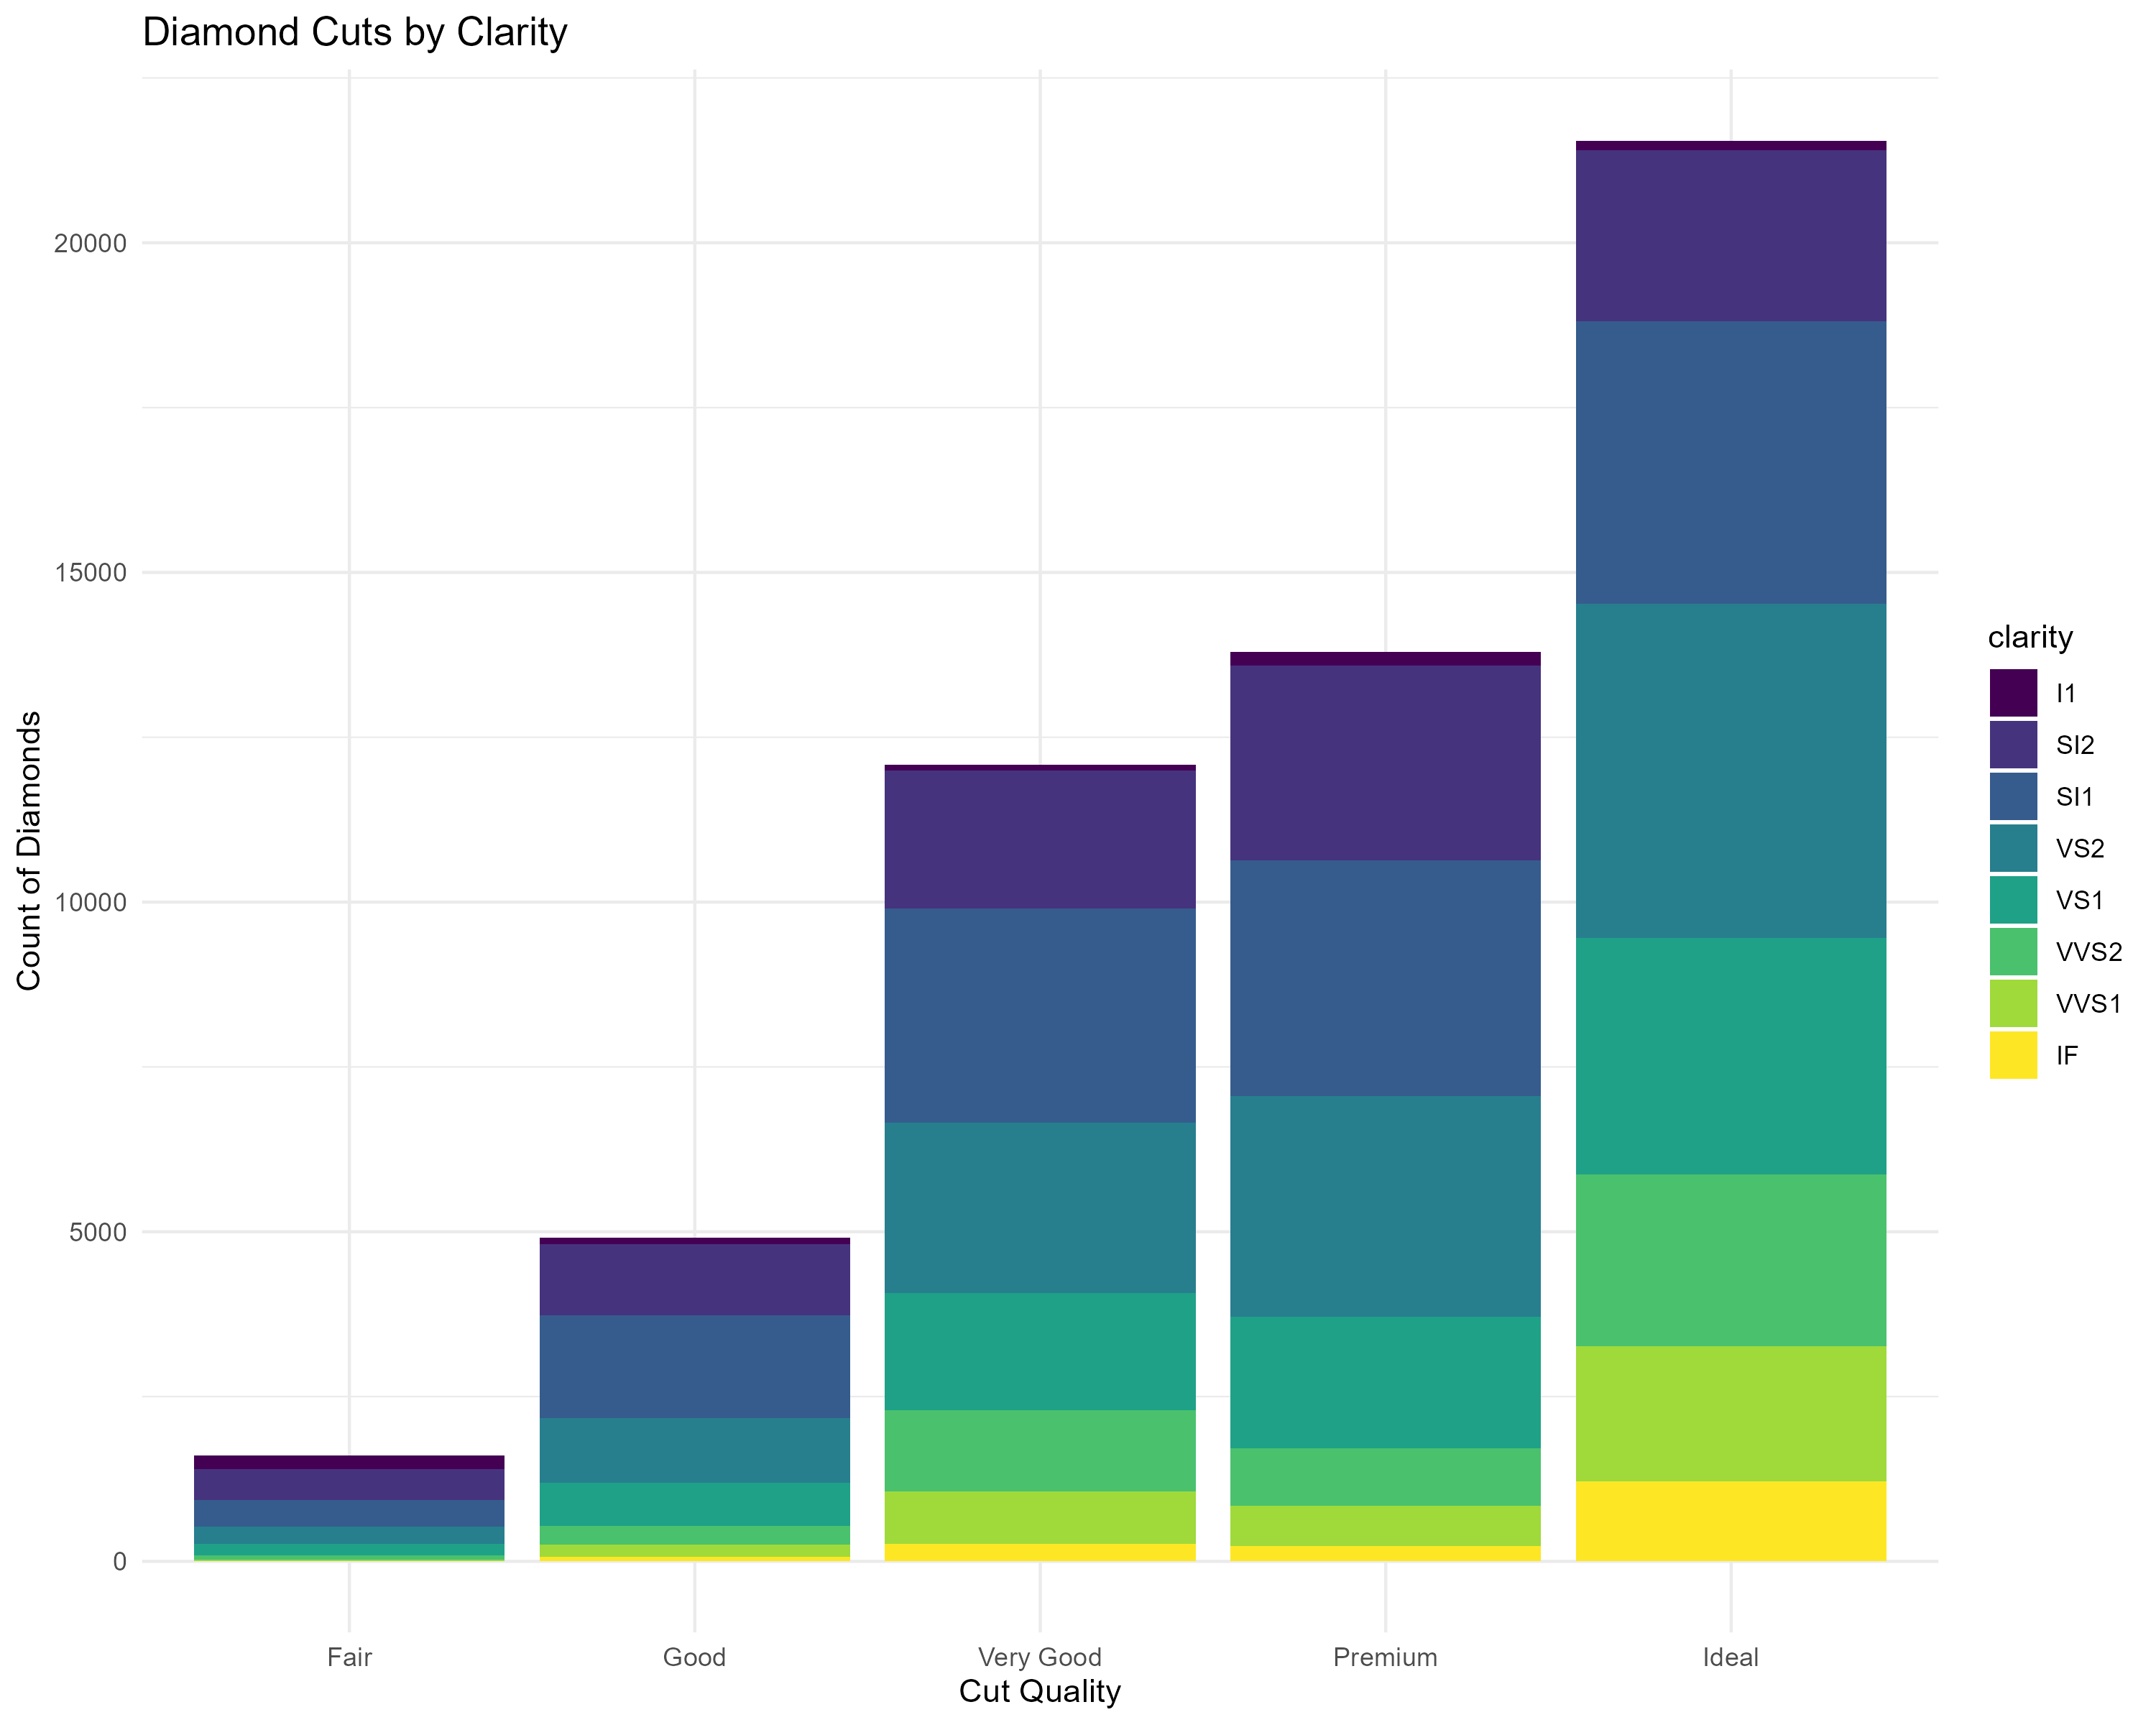 Diamond Cuts by Clarity
Count of Diamonds
20000
15000
10000
5000
0
Fair
Good
Very Good
Premium
Ideal
Cut Quality
clarity
I1
SI2
SI1
VS2
VS1
VVS2
VVS1
IF